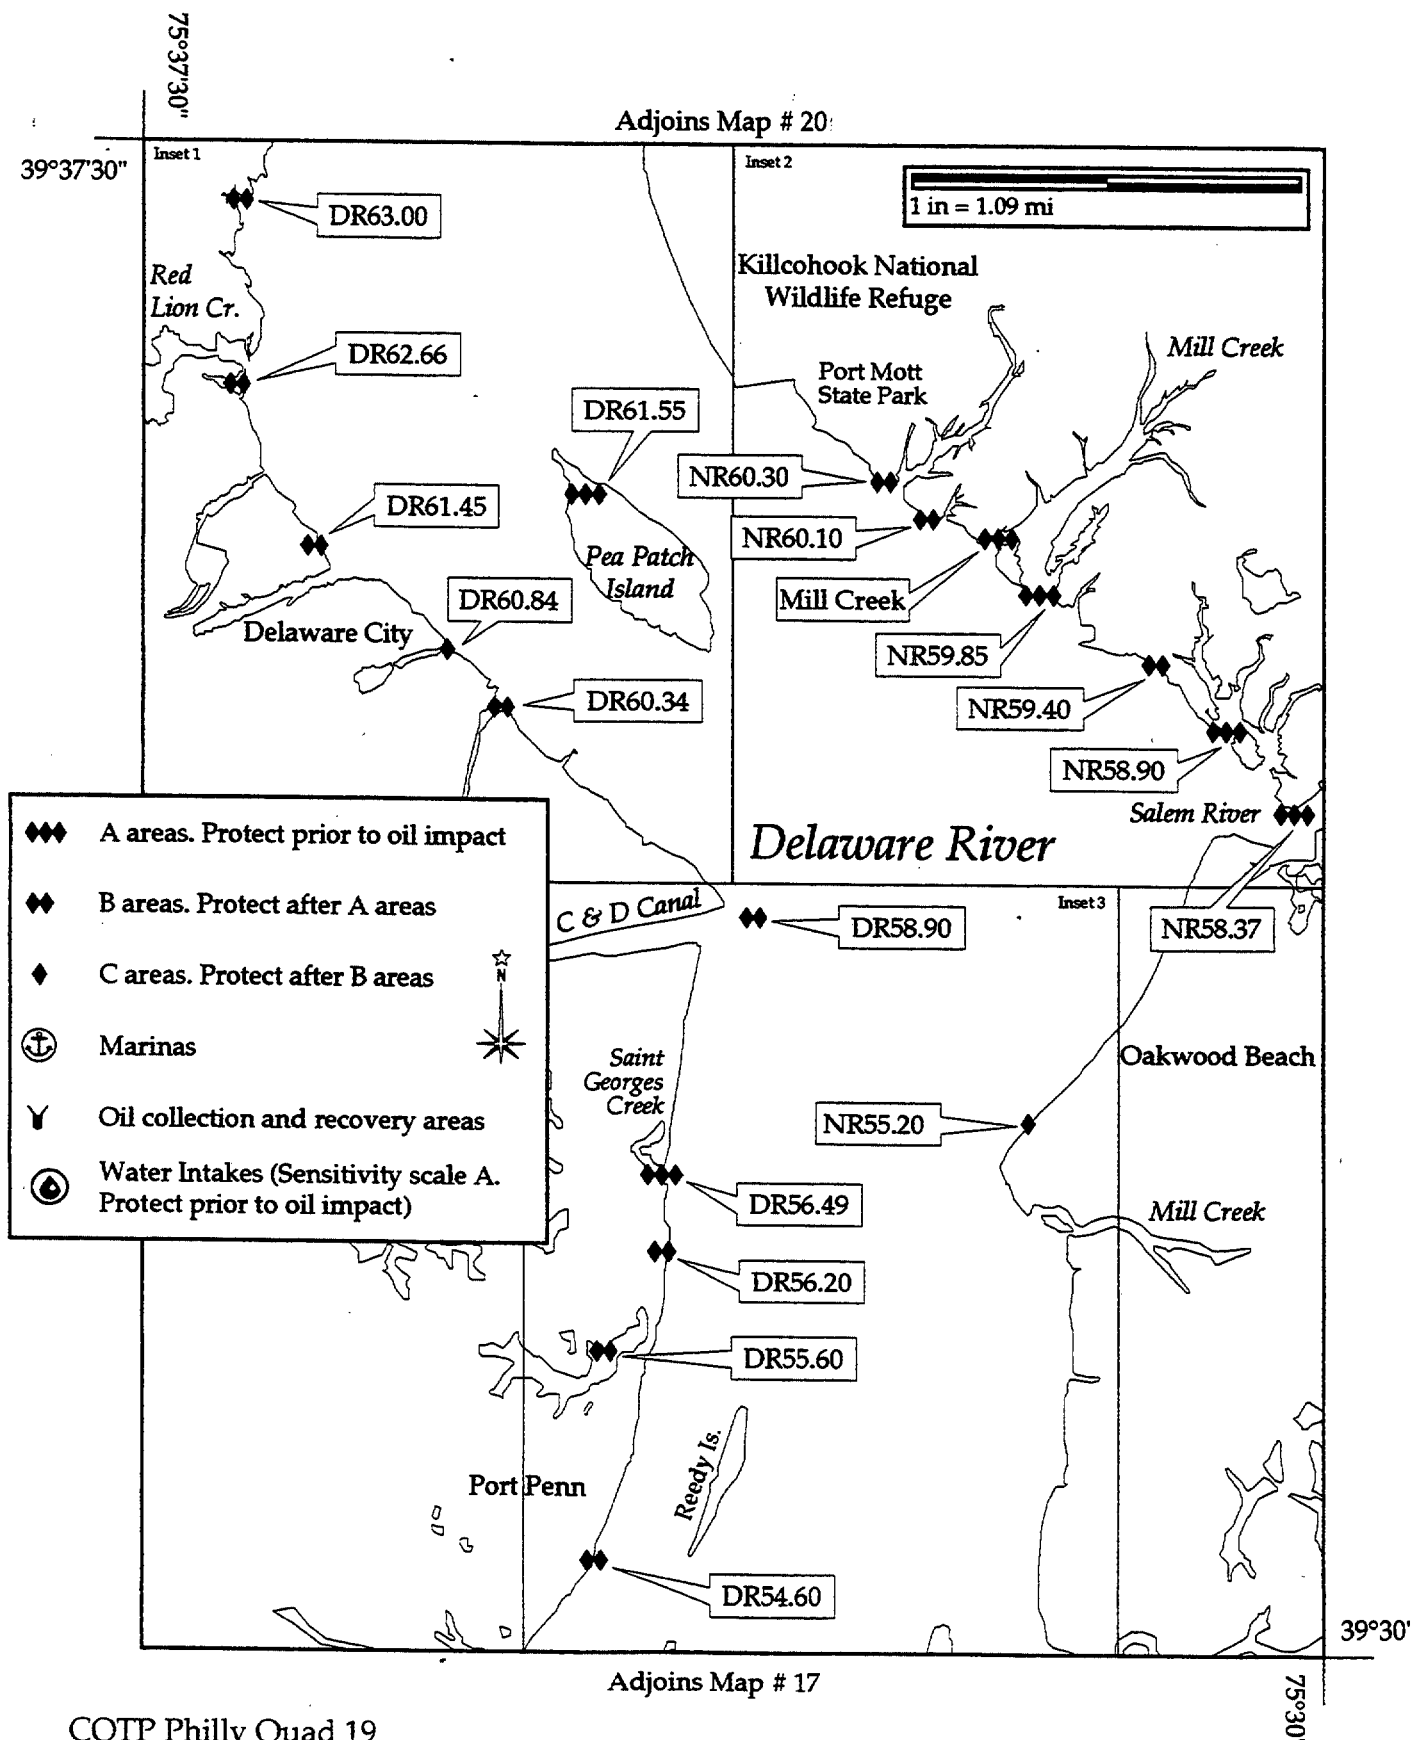 75°37'30"
Adjoins Map # 20
39°37'30"
Inset 1
Inset 2
1 in = 1.09 mi
DR63.00
Red
Lion Cr.
Killcohook National
Wildlife Refuge
DR62.66
Mill Creek
Port Mott
State Park
DR61.55
NR60.30
DR61.45
NR60.10
Pea Patch
Island
Mill Creek
DR60.84
Delaware City
NR59.85
DR60.34
NR59.40
NR58.90
Salem River
Delaware River
A areas. Protect prior to oil impact
B areas. Protect after A areas
C areas. Protect after B areas
N
Marinas
Oil collection and recovery areas
Water Intakes (Sensitivity scale A.
Protect prior to oil impact)
C & D Canal
Inset 3
DR58.90
NR58.37
Saint
Georges
Creek
Oakwood Beach
NR55.20
DR56.49
Mill Creek
DR56.20
DR55.60
Reedy Is.
Port Penn
DR54.60
39°30'
Adjoins Map # 17
75°30'
COTP Philly Quad 19